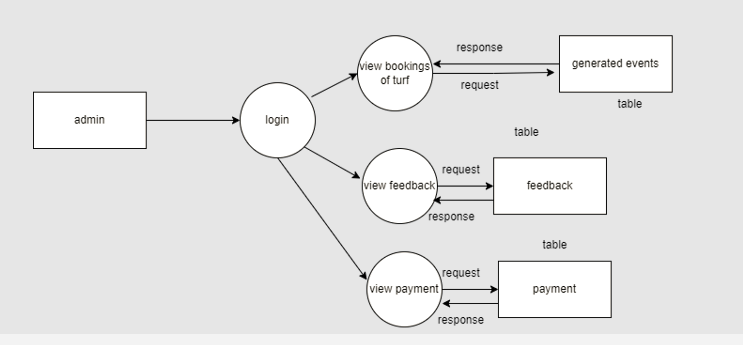 response
view bookings
of turf
generated events
request
table
admin
login
table
request
view feedback
feedback
response
table
request
view payment
payment
response